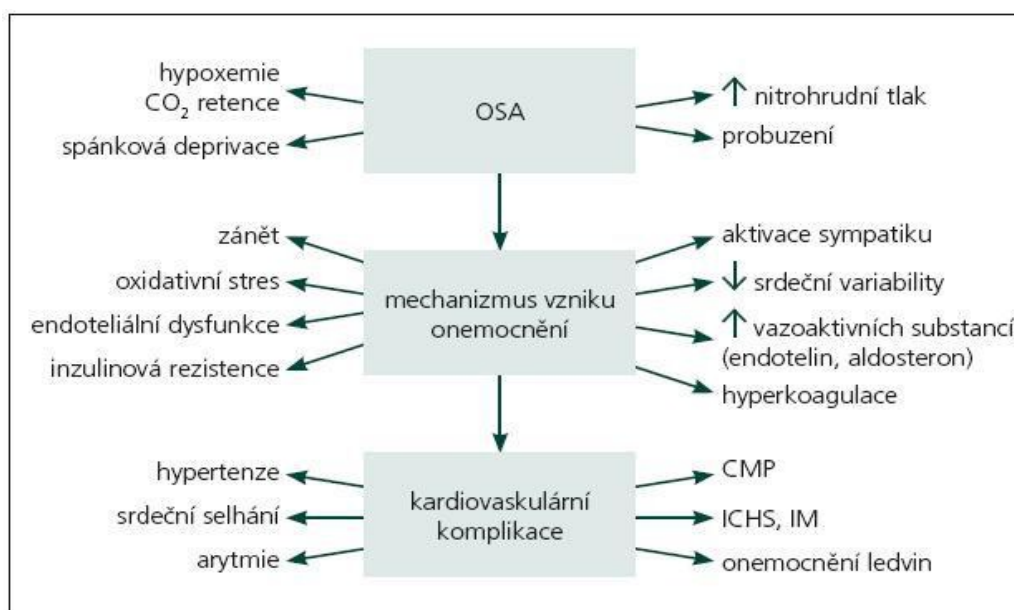 hypoxemie
CO₂ retence
spánková deprivace
OSA
↑ nitrohrudní tlak
probuzení
zánět
oxidativní stres
endoteliální dysfunkce
inzulinová rezistence
mechanizmus vzniku
onemocnění
aktivace sympatiku
↓ srdeční variability
↑ vazoaktivních substancí
(endotelin, aldosteron)
hyperkoagulace
hypertenze
srdeční selhání
arytmie
kardiovaskulární
komplikace
CMP
ICHS, IM
onemocnění ledvin